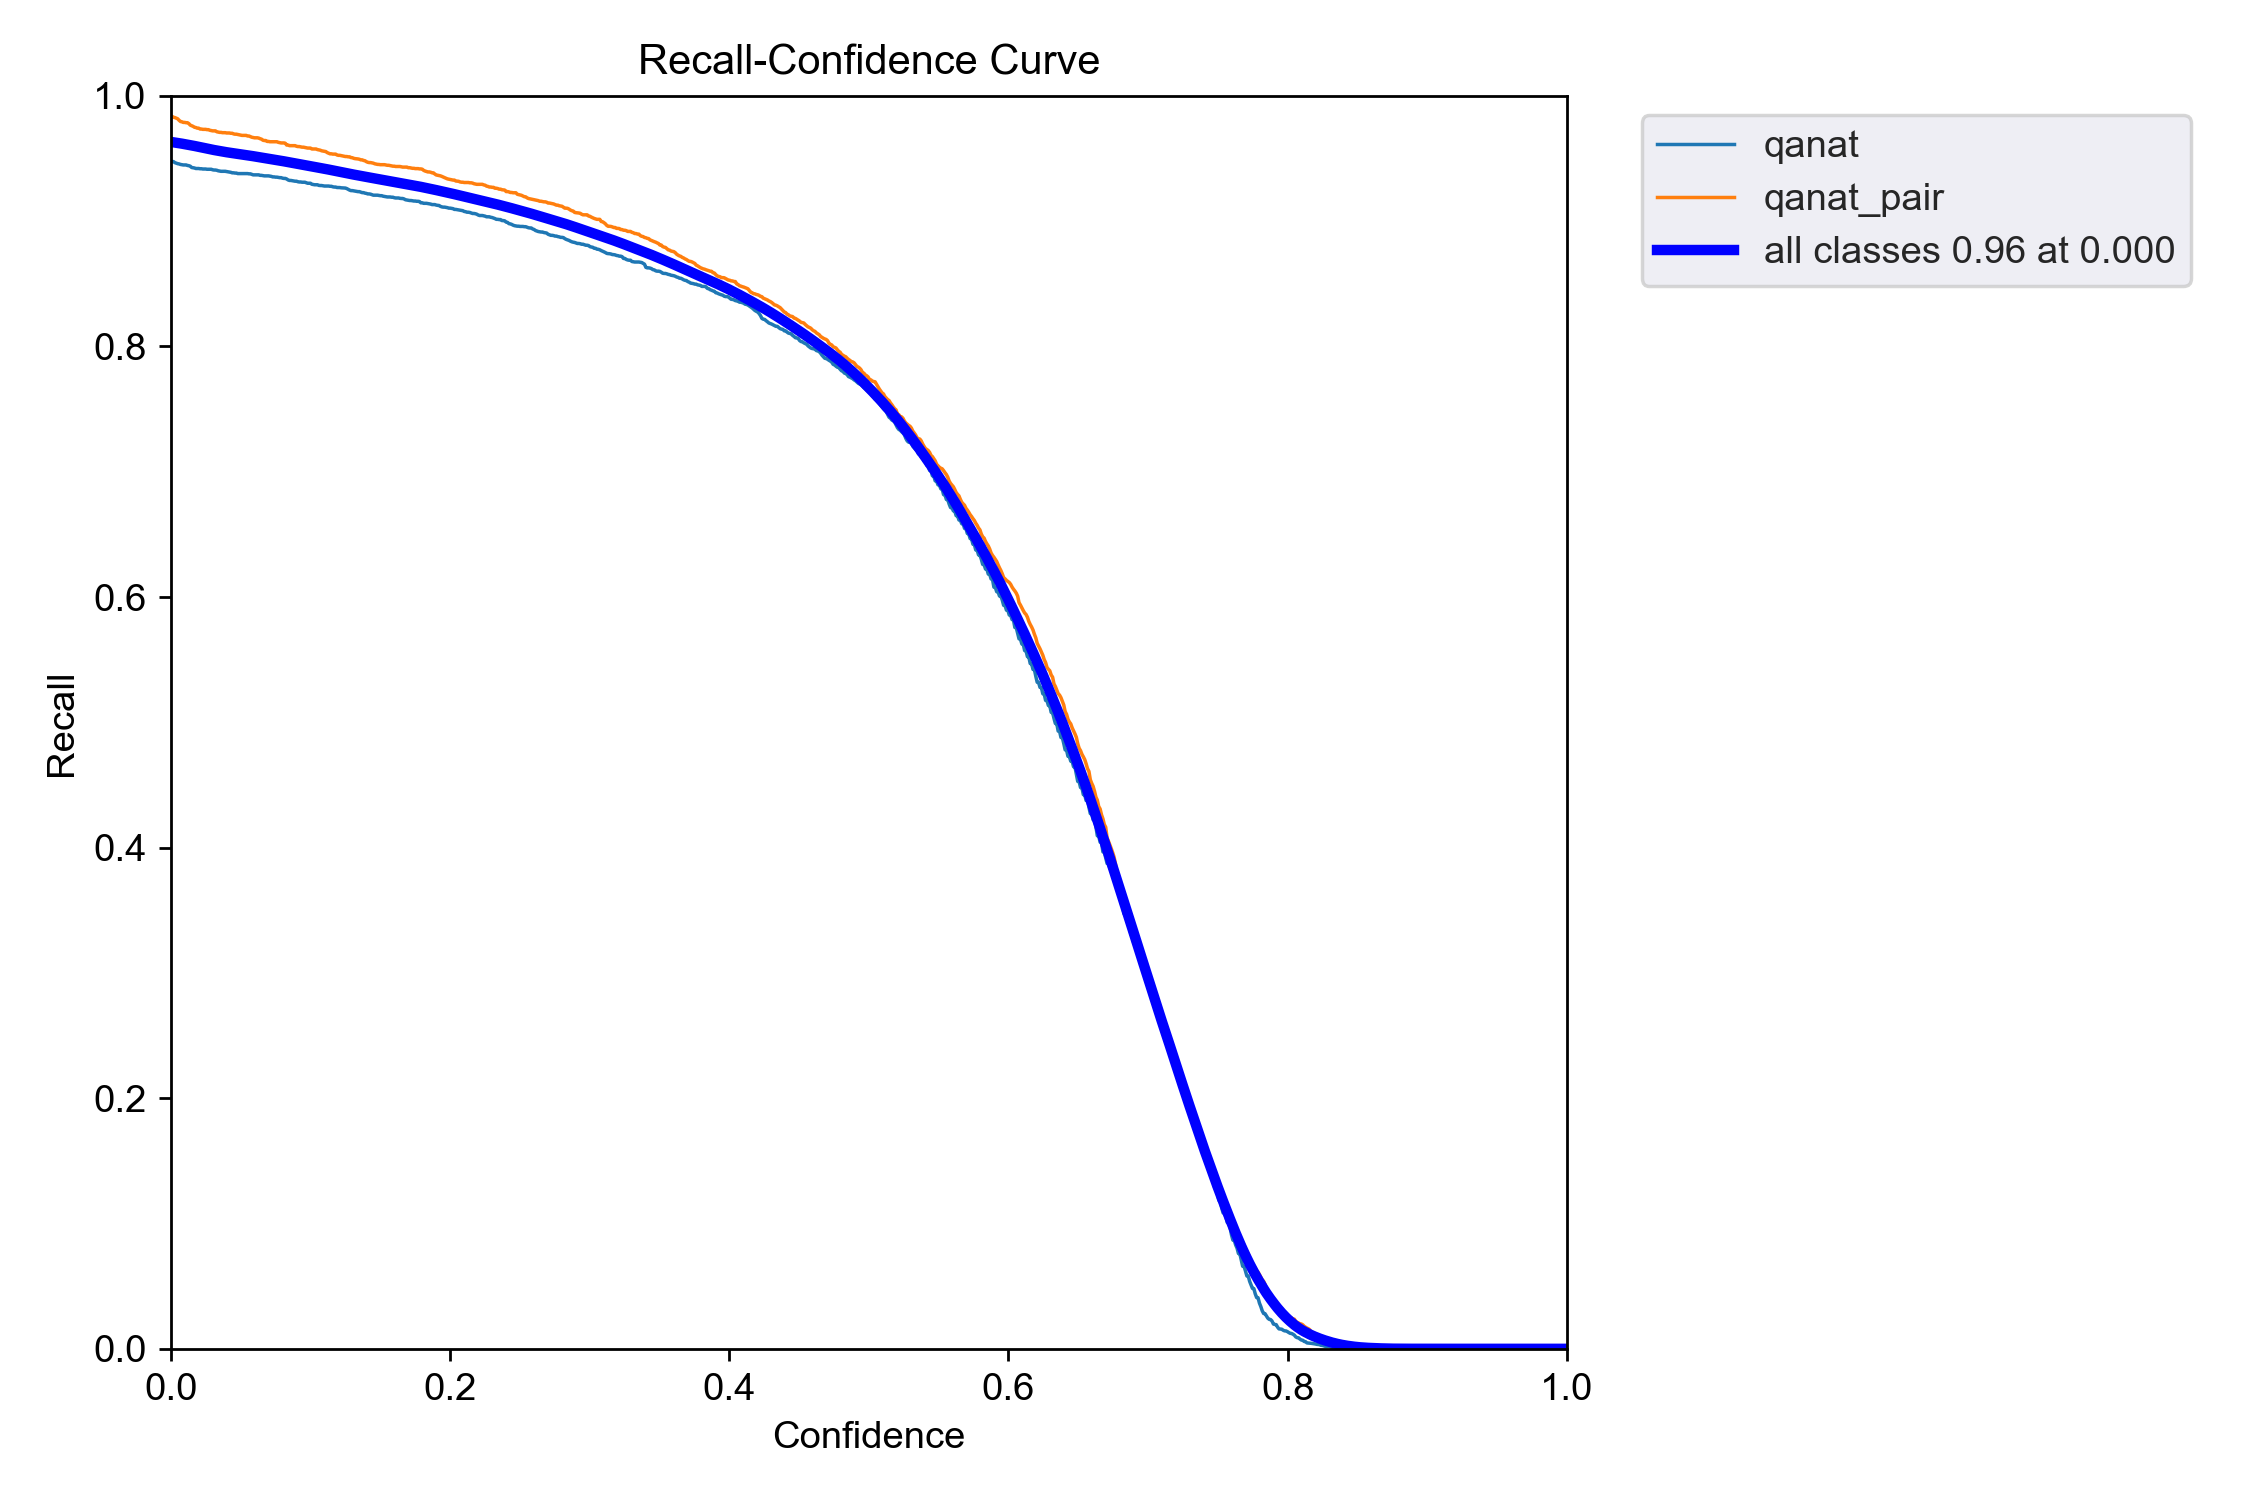 Recall-Confidence Curve
1.0
0.8
0.6
0.4
0.2
0.0
Recall
0.0 0.2 0.4 0.6 0.8 1.0
Confidence
qanat
qanat_pair
all classes 0.96 at 0.000